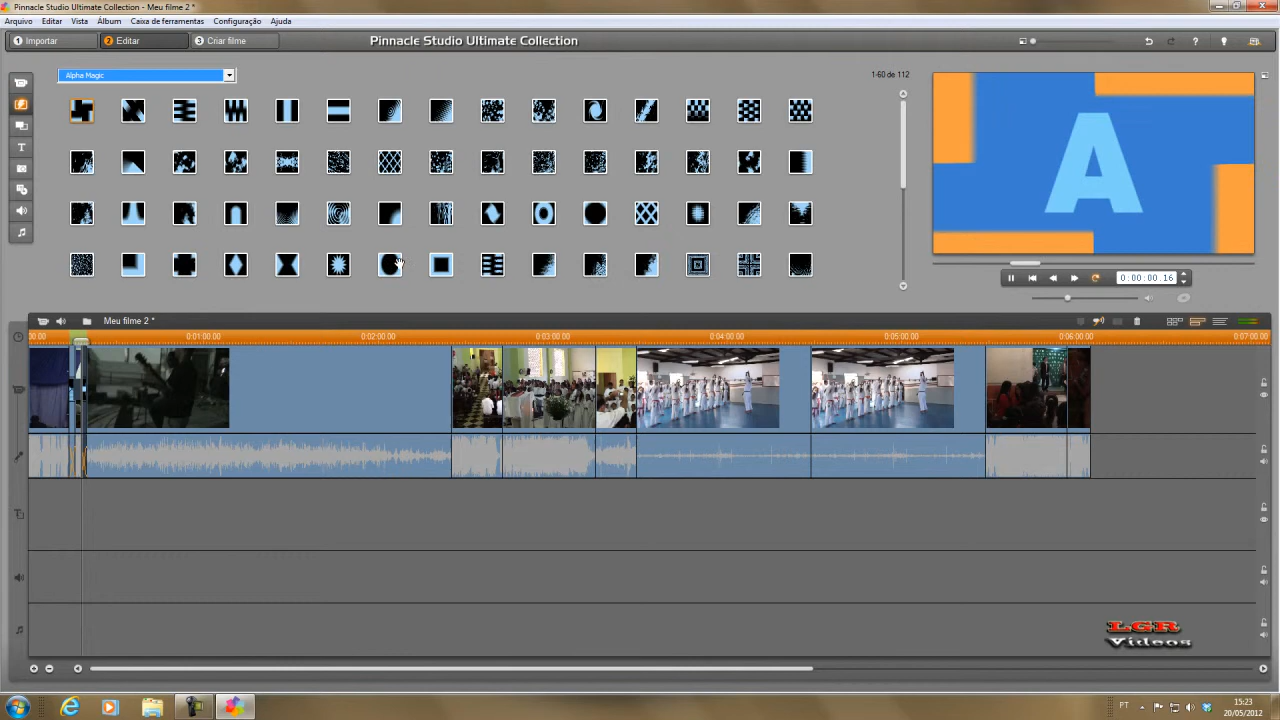 Pinnacle Studio Ultimate Collection - Meu filme 2 *
Arquivo Editar Vista Álbum Caixa de ferramentas Configuração Ajuda
1 Importar 2 Editar 3 Criar filme Pinnacle Studio Ultimate Collection ?
Alpha Magic 1-60 de 112
A
T
0:00:00.16
Meu filme 2 *
00.00 0:01:00.00 0:02:00.00 0:03:00.00 0:04:00.00 0:05:00.00 0:06:00.00 0:07:00.00
LGR
Videos
PT 15:23
20/05/2012